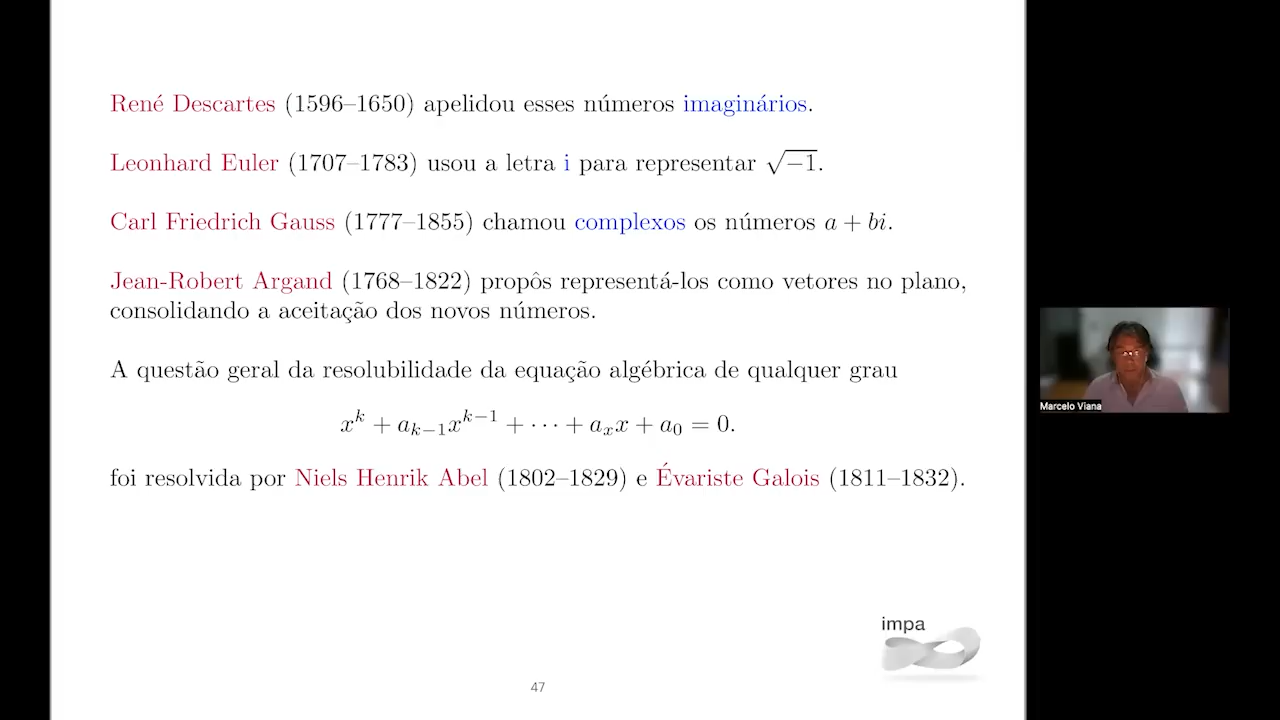 René Descartes (1596–1650) apelidou esses números imaginários.
Leonhard Euler (1707–1783) usou a letra i para representar √−1.
Carl Friedrich Gauss (1777–1855) chamou complexos os números a + bi.
Jean-Robert Argand (1768–1822) propôs representá-los como vetores no plano,
consolidando a aceitação dos novos números.
A questão geral da resolubilidade da equação algébrica de qualquer grau
x^k + a_{k−1}x^{k−1} + ··· + a_x x + a_0 = 0.
foi resolvida por Niels Henrik Abel (1802–1829) e Évariste Galois (1811–1832).
impa
47
Marcelo Viana